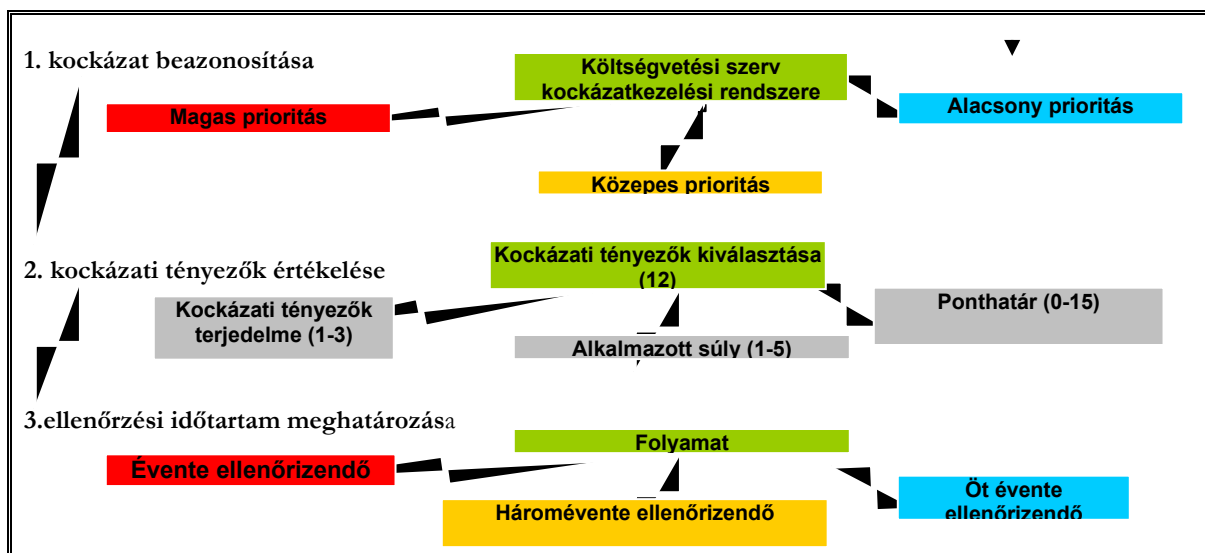 1. kockázat beazonosítása
Költségvetési szerv
kockázatkezelési rendszere
Magas prioritás
Alacsony prioritás
Közepes prioritás
2. kockázati tényezők értékelése
Kockázati tényezők kiválasztása
(12)
Kockázati tényezők
terjedelme (1-3)
Ponthatár (0-15)
Alkalmazott súly (1-5)
3.ellenőrzési időtartam meghatározása
Folyamat
Évente ellenőrizendő
Háromévente ellenőrizendő
Öt évente
ellenőrizendő